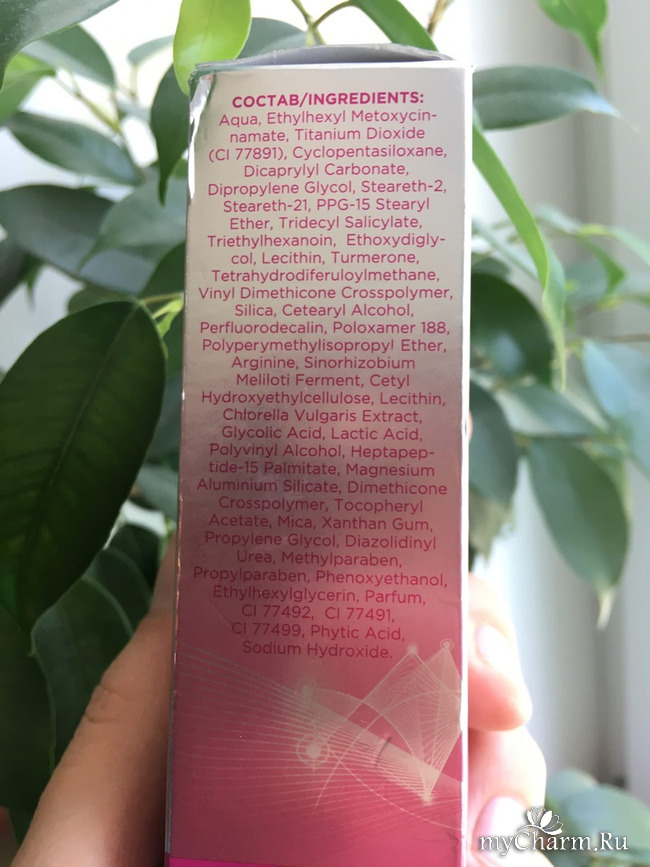 СОСТАВ/INGREDIENTS:
Aqua, Ethylhexyl Metoxycin-
namate, Titanium Dioxide
(CI 77891), Cyclopentasiloxane,
Dicaprylyl Carbonate,
Dipropylene Glycol, Steareth-2,
Steareth-21, PPG-15 Stearyl
Ether, Tridecyl Salicylate,
Triethylhexanoin, Ethoxydigly-
col, Lecithin, Turmerone,
Tetrahydrodiferuloylmethane,
Vinyl Dimethicone Crosspolymer,
Silica, Cetearyl Alcohol,
Perfluorodecalin, Poloxamer 188,
Polyperymethylisopropyl Ether,
Arginine, Sinorhizobium
Meliloti Ferment, Cetyl
Hydroxyethylcellulose, Lecithin,
Chlorella Vulgaris Extract,
Glycolic Acid, Lactic Acid,
Polyvinyl Alcohol, Heptapep-
tide-15 Palmitate, Magnesium
Aluminium Silicate, Dimethicone
Crosspolymer, Tocopheryl
Acetate, Mica, Xanthan Gum,
Propylene Glycol, Diazolidinyl
Urea, Methylparaben,
Propylparaben, Phenoxyethanol,
Ethylhexylglycerin, Parfum,
CI 77492, CI 77491,
CI 77499, Phytic Acid,
Sodium Hydroxide.
myCharm.Ru